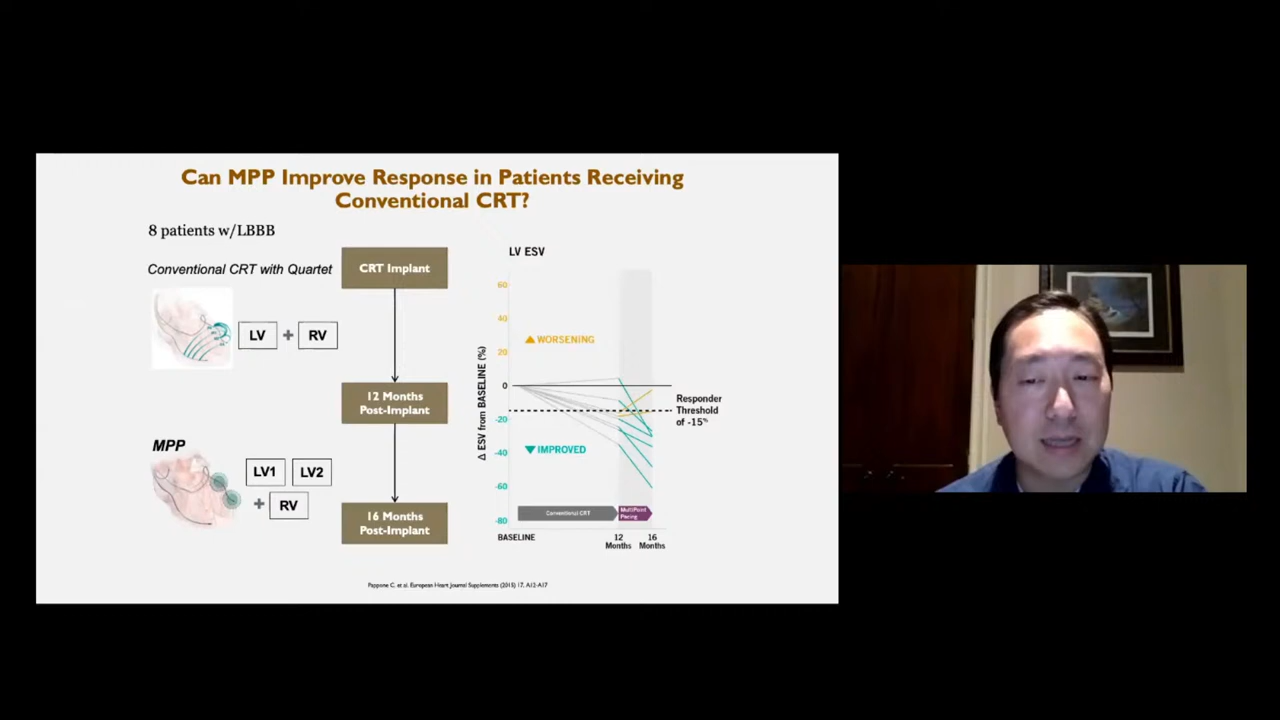 Can MPP Improve Response in Patients Receiving
Conventional CRT?
8 patients w/LBBB
Conventional CRT with Quartet
LV + RV
MPP
LV1 LV2
+ RV
CRT Implant
12 Months
Post-Implant
16 Months
Post-Implant
LV ESV
Δ ESV from BASELINE (%)
60
40
20
0
-20
-40
-60
-80
▲ WORSENING
▼ IMPROVED
Responder
Threshold
of -15%
Conventional CRT
MultiPoint
Pacing
BASELINE
12
Months
16
Months
Pappone C. et al. European Heart Journal Supplements (2015) 17, A12-A17